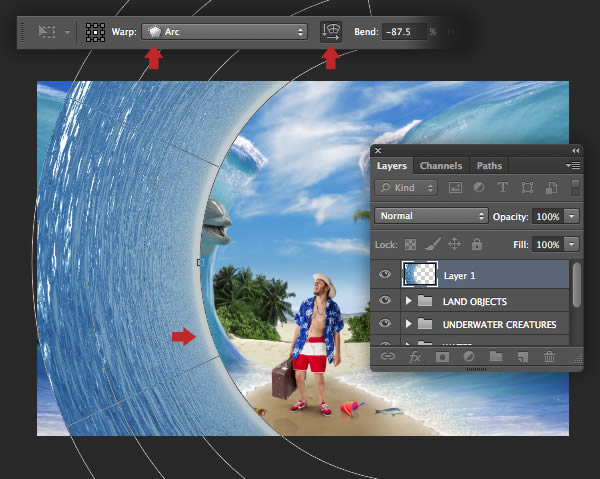 Warp: Arc Bend: -87.5 %
Layers Channels Paths
Kind
Normal Opacity: 100%
Lock: Fill: 100%
Layer 1
LAND OBJECTS
UNDERWATER CREATURES
fx